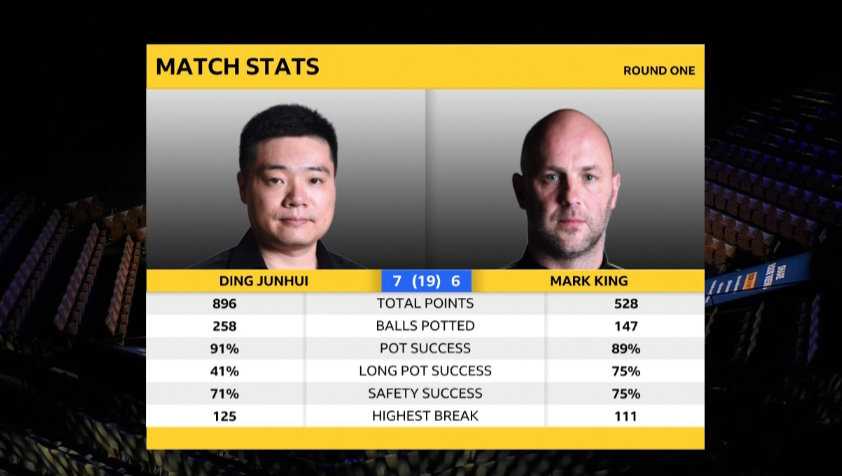 MATCH STATS
ROUND ONE
DING JUNHUI 7 (19) 6 MARK KING
896 TOTAL POINTS 528
258 BALLS POTTED 147
91% POT SUCCESS 89%
41% LONG POT SUCCESS 75%
71% SAFETY SUCCESS 75%
125 HIGHEST BREAK 111